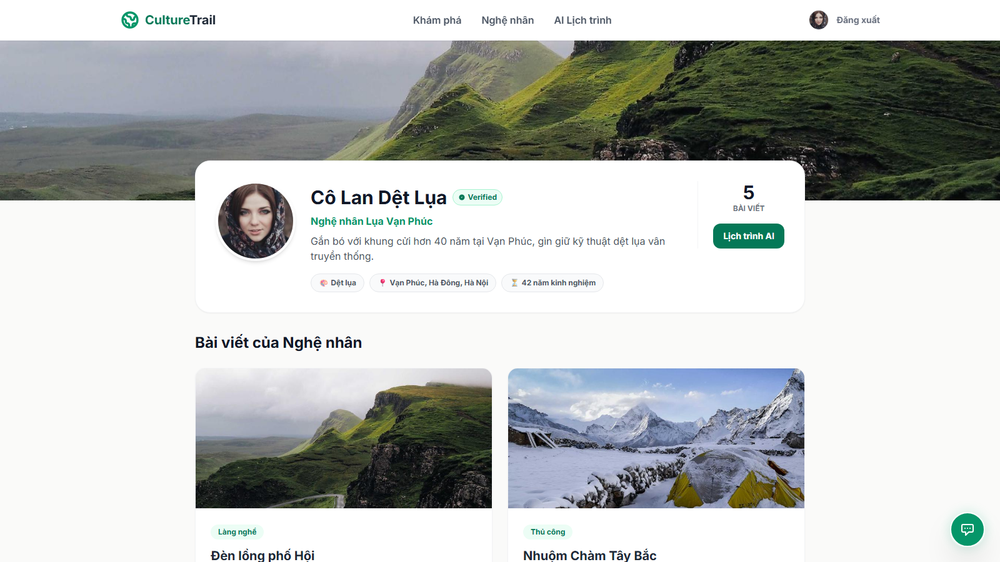 CultureTrail
Khám phá
Nghệ nhân
AI Lịch trình
Đăng xuất
Cô Lan Dệt Lụa
Verified
Nghệ nhân Lụa Vạn Phúc
Gắn bó với khung cửi hơn 40 năm tại Vạn Phúc, gìn giữ kỹ thuật dệt lụa vân
truyền thống.
Dệt lụa
Vạn Phúc, Hà Đông, Hà Nội
42 năm kinh nghiệm
5
BÀI VIẾT
Lịch trình AI
Bài viết của Nghệ nhân
Làng nghề
Đèn lồng phố Hội
Thủ công
Nhuộm Chàm Tây Bắc